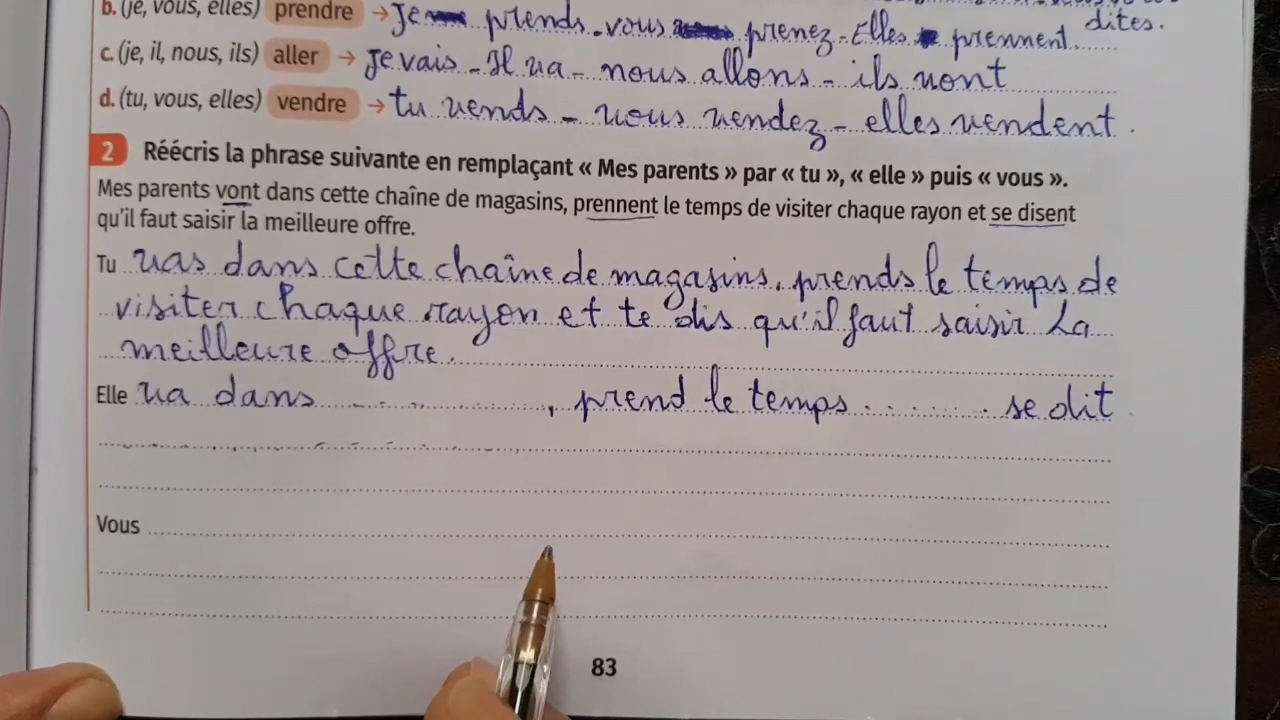 dites.
b. (je, vous, elles) prendre → Je prends - vous prenez - Elles prennent.
c. (je, il, nous, ils) aller → Je vais - Il va - nous allons - ils vont
d. (tu, vous, elles) vendre → tu vends - vous vendez - elles vendent.
2 Réécris la phrase suivante en remplaçant « Mes parents » par « tu », « elle » puis « vous ».
Mes parents vont dans cette chaîne de magasins, prennent le temps de visiter chaque rayon et se disent
qu'il faut saisir la meilleure offre.
Tu vas dans cette chaîne de magasins, prends le temps de
visiter chaque rayon et te dis qu'il faut saisir la
meilleure offre.
Elle va dans ............, prend le temps ....... se dit
Vous
83